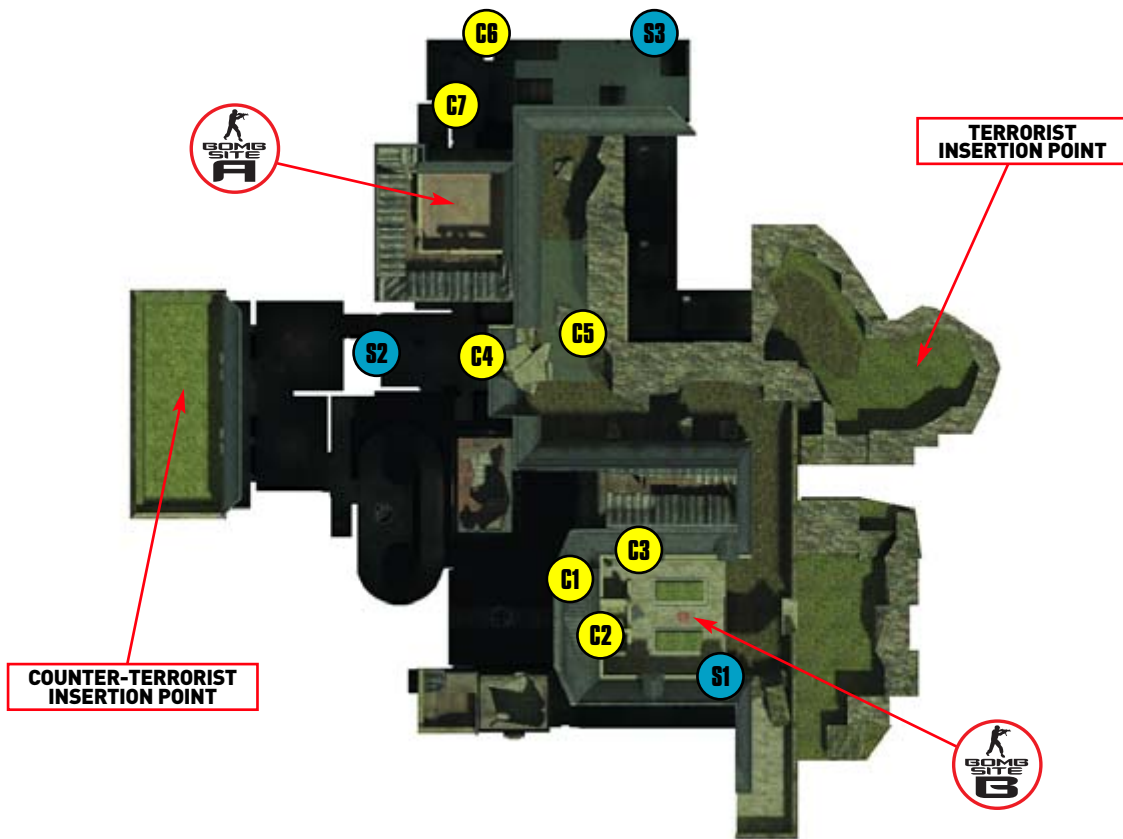 C6
S3
C7
BOMB
SITE
A
TERRORIST
INSERTION POINT
C5
S2
C4
C3
C1
C2
S1
COUNTER-TERRORIST
INSERTION POINT
BOMB
SITE
B